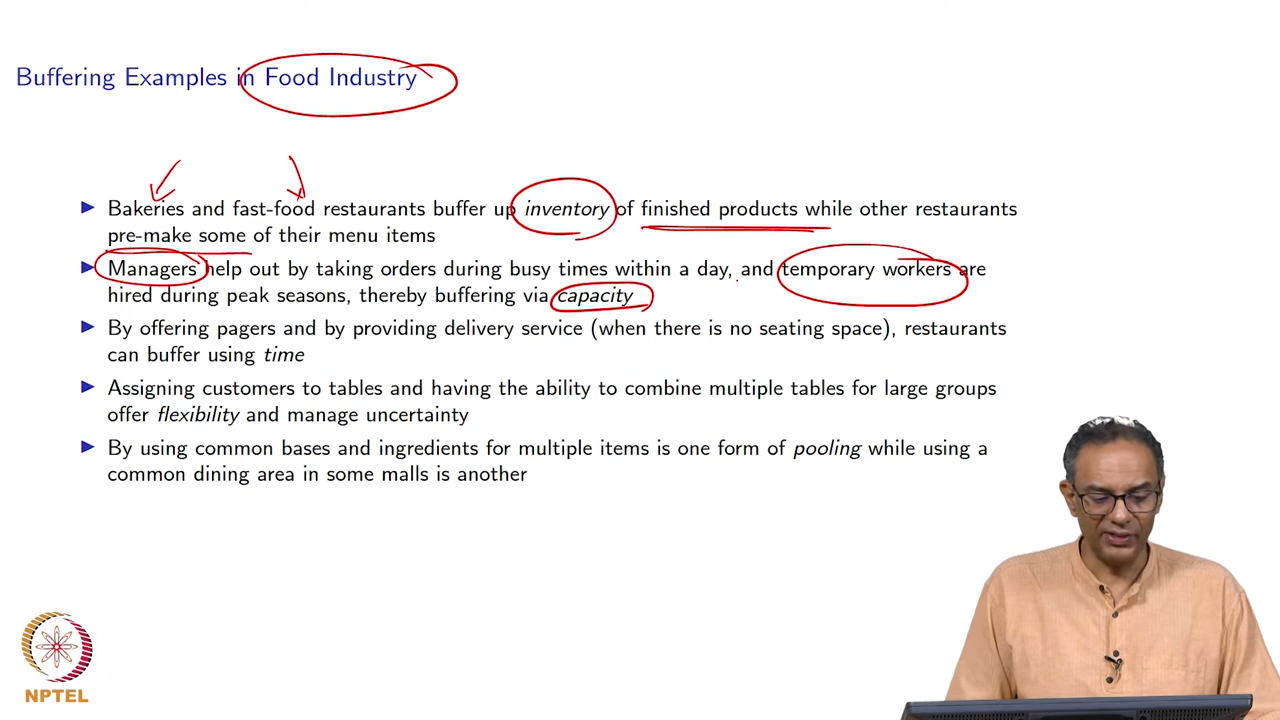 Buffering Examples in Food Industry
▶ Bakeries and fast-food restaurants buffer up inventory of finished products while other restaurants
pre-make some of their menu items
▶ Managers help out by taking orders during busy times within a day, and temporary workers are
hired during peak seasons, thereby buffering via capacity
▶ By offering pagers and by providing delivery service (when there is no seating space), restaurants
can buffer using time
▶ Assigning customers to tables and having the ability to combine multiple tables for large groups
offer flexibility and manage uncertainty
▶ By using common bases and ingredients for multiple items is one form of pooling while using a
common dining area in some malls is another
NPTEL